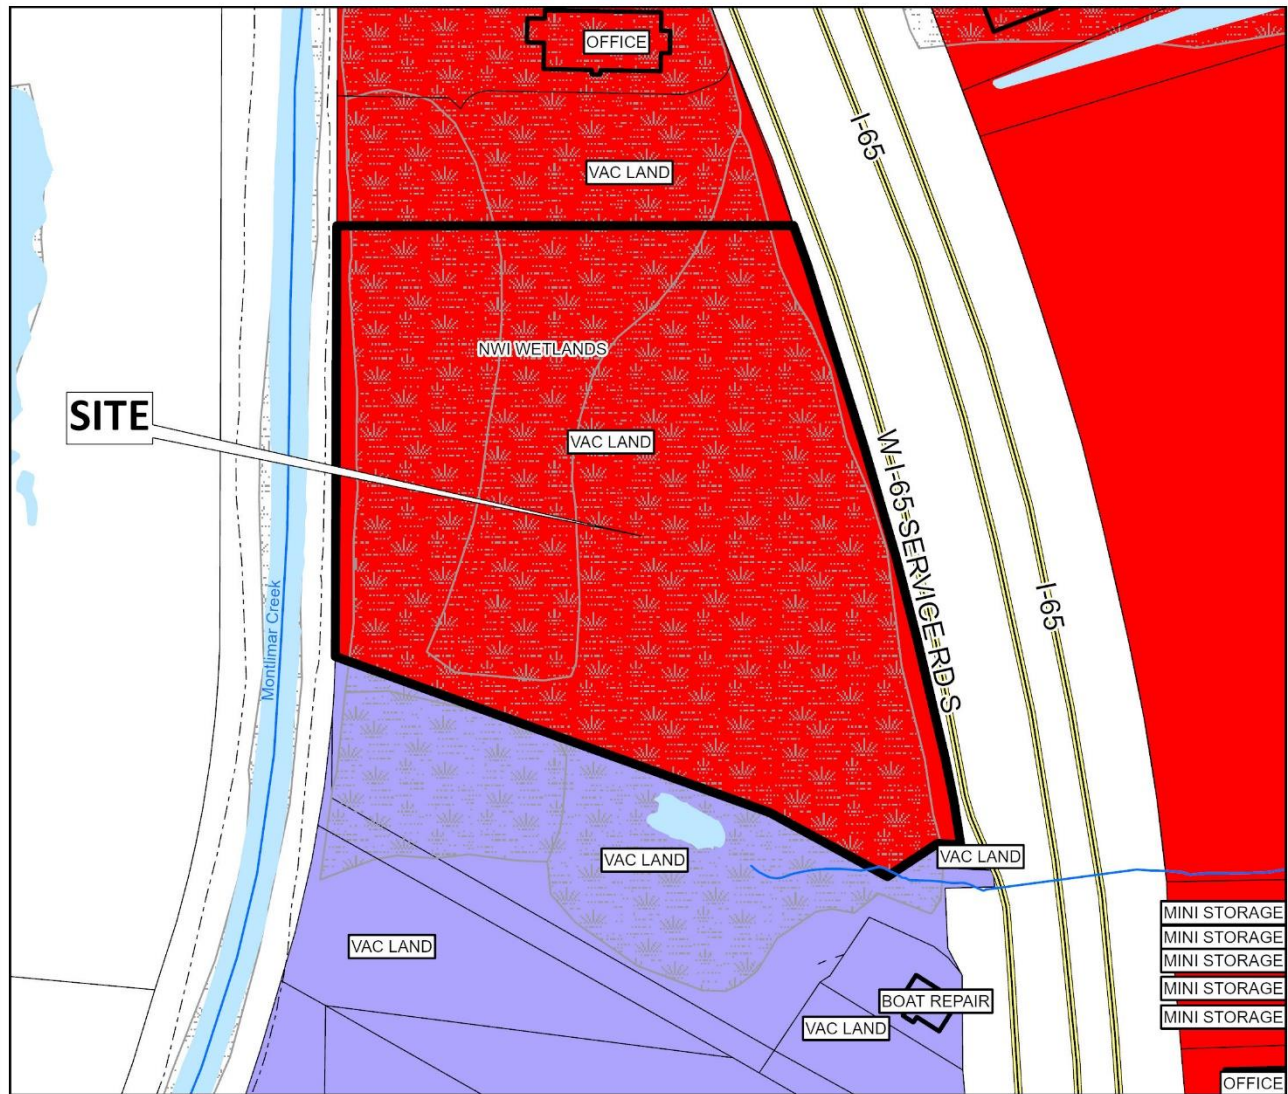 OFFICE
I-65
VAC LAND
NWI WETLANDS
SITE
VAC LAND
W-I-65-SERVICE-RD-S
I-65
Montlimar Creek
VAC LAND
VAC LAND
VAC LAND
MINI STORAGE
MINI STORAGE
MINI STORAGE
MINI STORAGE
MINI STORAGE
BOAT REPAIR
VAC LAND
OFFICE